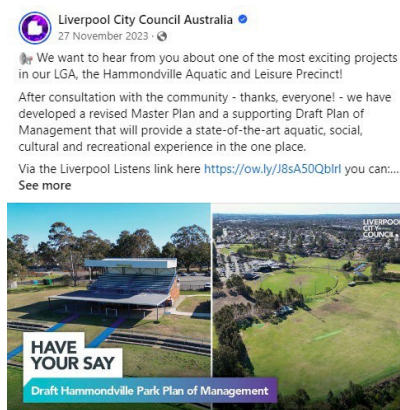 Liverpool City Council Australia
27 November 2023 ·
We want to hear from you about one of the most exciting projects
in our LGA, the Hammondville Aquatic and Leisure Precinct!
After consultation with the community - thanks, everyone! - we have
developed a revised Master Plan and a supporting Draft Plan of
Management that will provide a state-of-the-art aquatic, social,
cultural and recreational experience in the one place.
Via the Liverpool Listens link here https://ow.ly/J8sA50QbIrI you can:...
See more
LIVERPOOL
CITY
COUNCIL
HAVE
YOUR SAY
Draft Hammondville Park Plan of Management